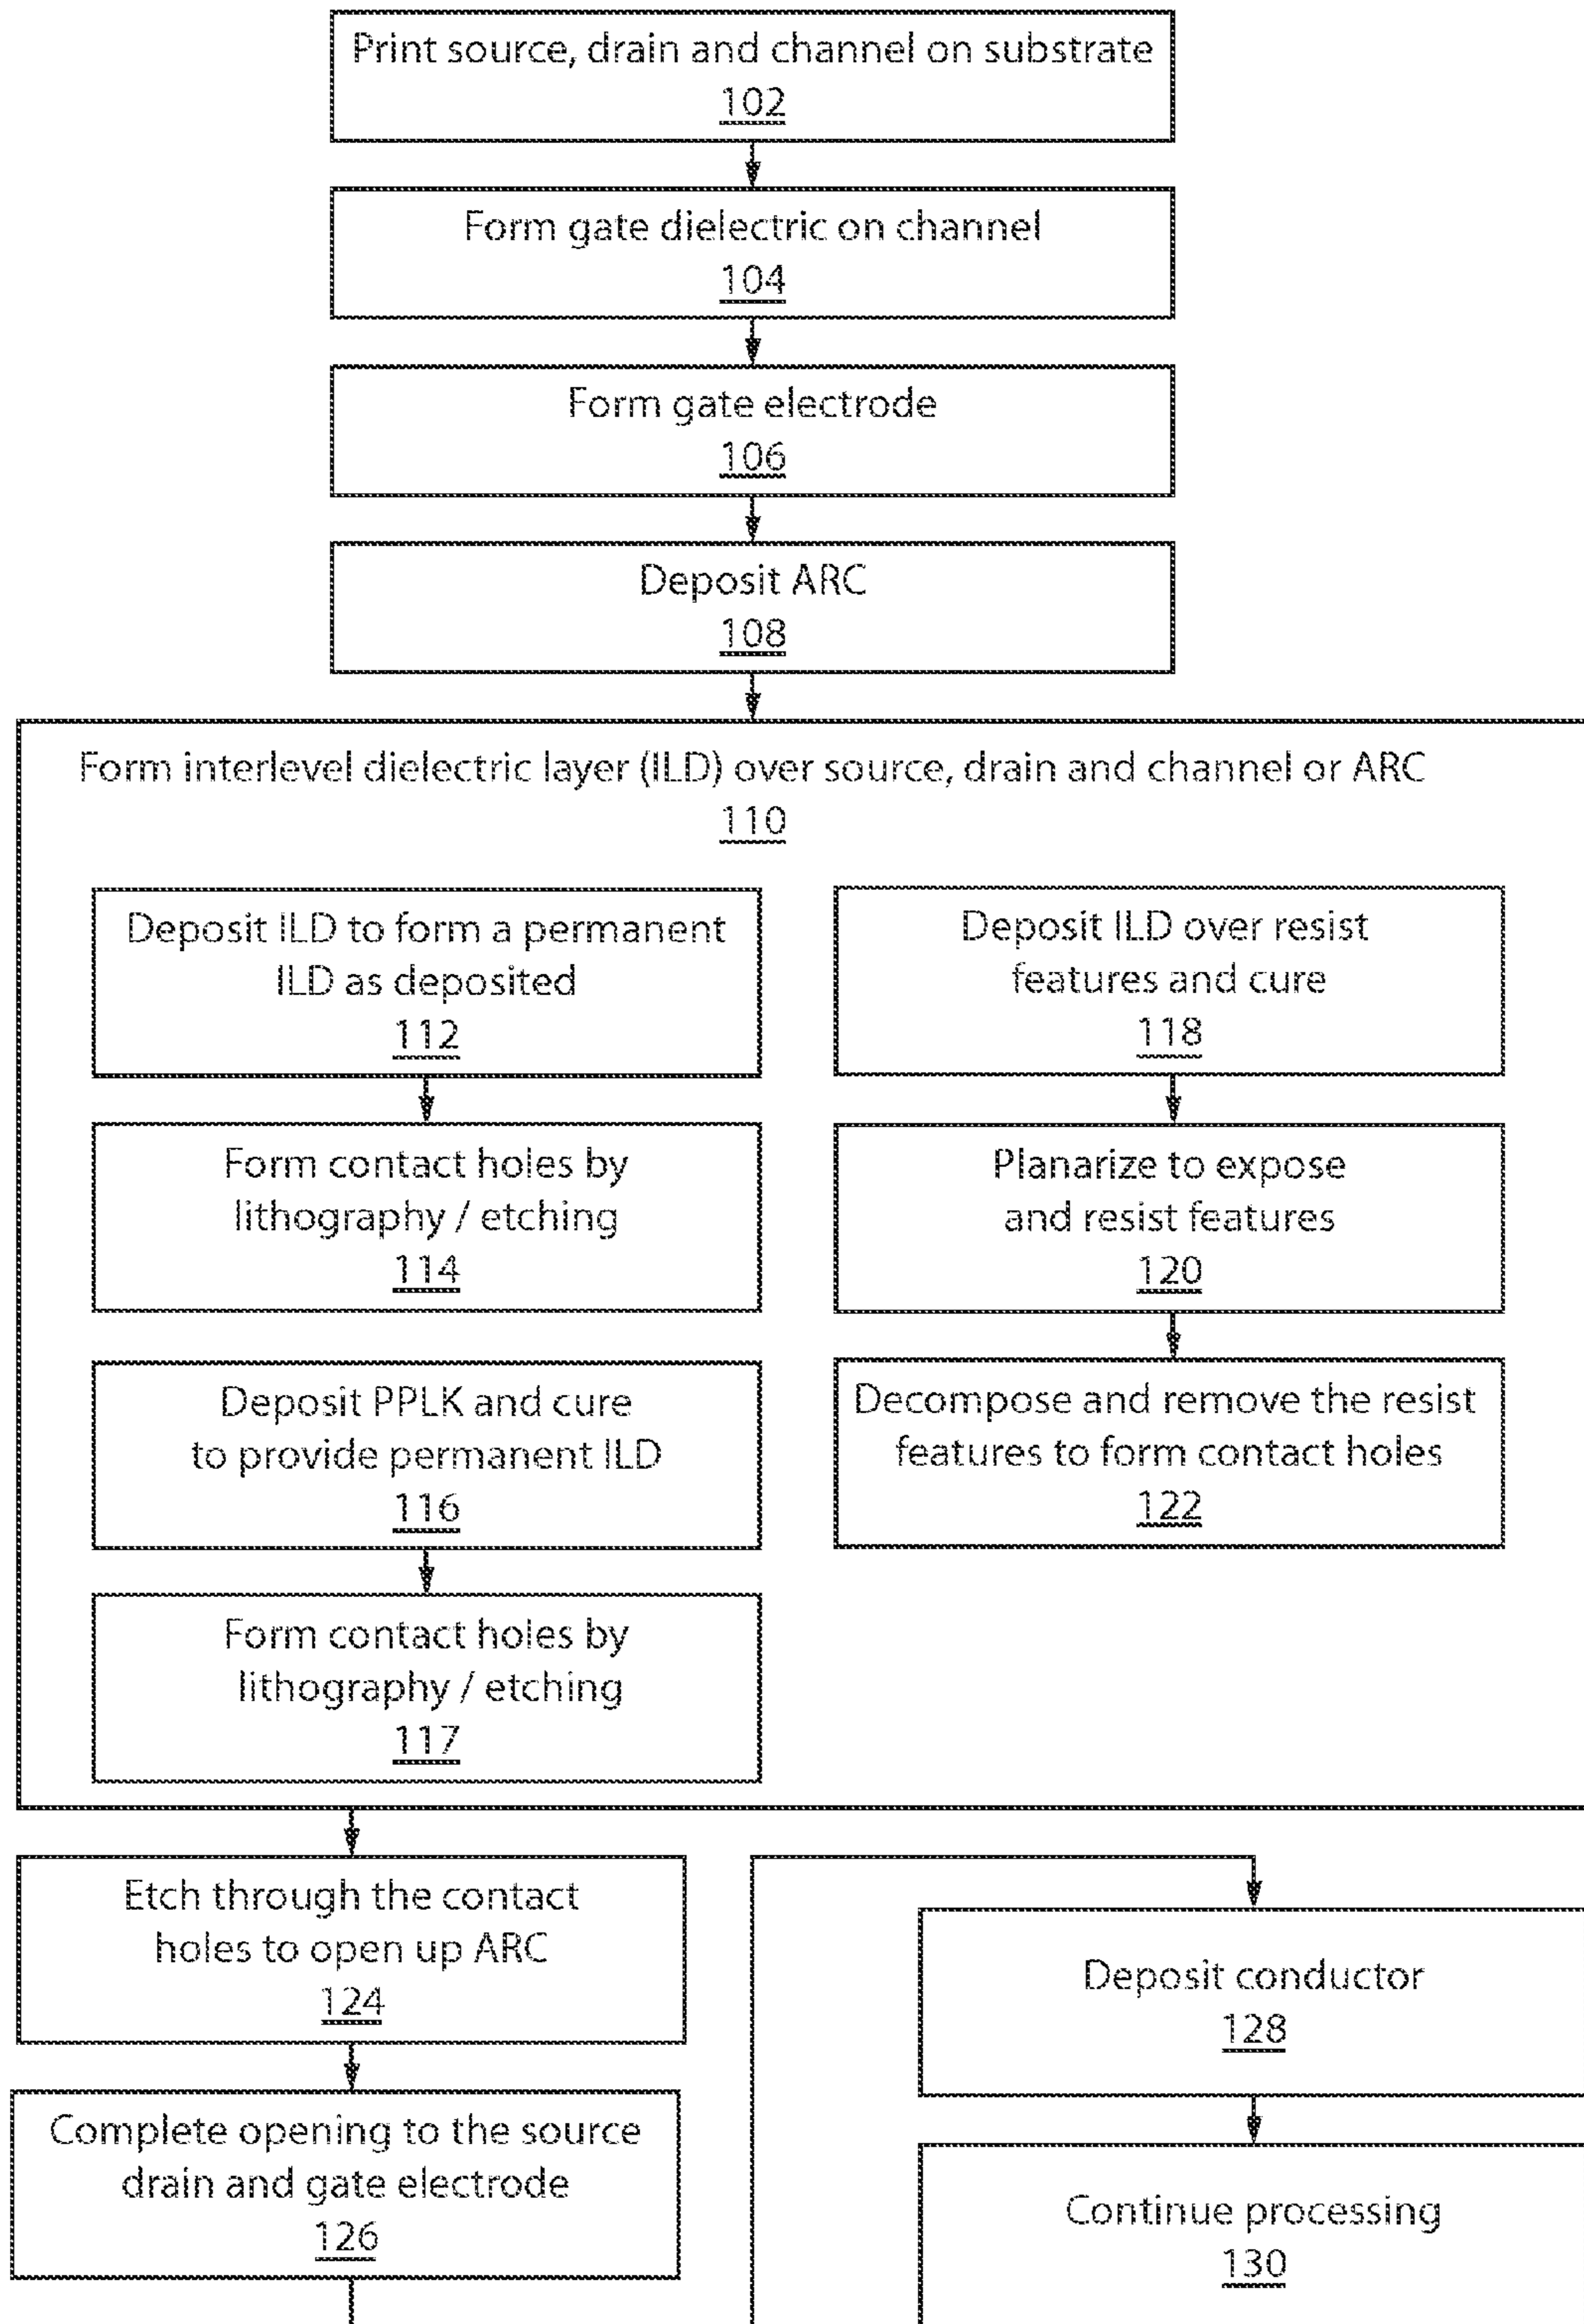 Print source, drain and channel on substrate
102
Form gate dielectric on channel
104
Form gate electrode
106
Deposit ARC
108
Form interlevel dielectric layer (ILD) over source, drain and channel or ARC
110
Deposit ILD to form a permanent
ILD as deposited
112
Form contact holes by
lithography / etching
114
Deposit PPLK and cure
to provide permanent ILD
116
Form contact holes by
lithography / etching
117
Deposit ILD over resist
features and cure
118
Planarize to expose
and resist features
120
Decompose and remove the resist
features to form contact holes
122
Etch through the contact
holes to open up ARC
124
Complete opening to the source
drain and gate electrode
126
Deposit conductor
128
Continue processing
130